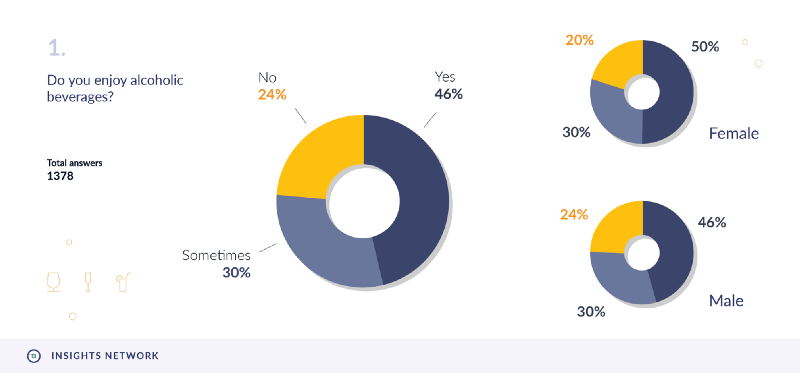 1.
Do you enjoy alcoholic
beverages?
Total answers
1378
No
24%
Yes
46%
Sometimes
30%
20%
50%
30%
Female
24%
46%
30%
Male
INSIGHTS NETWORK